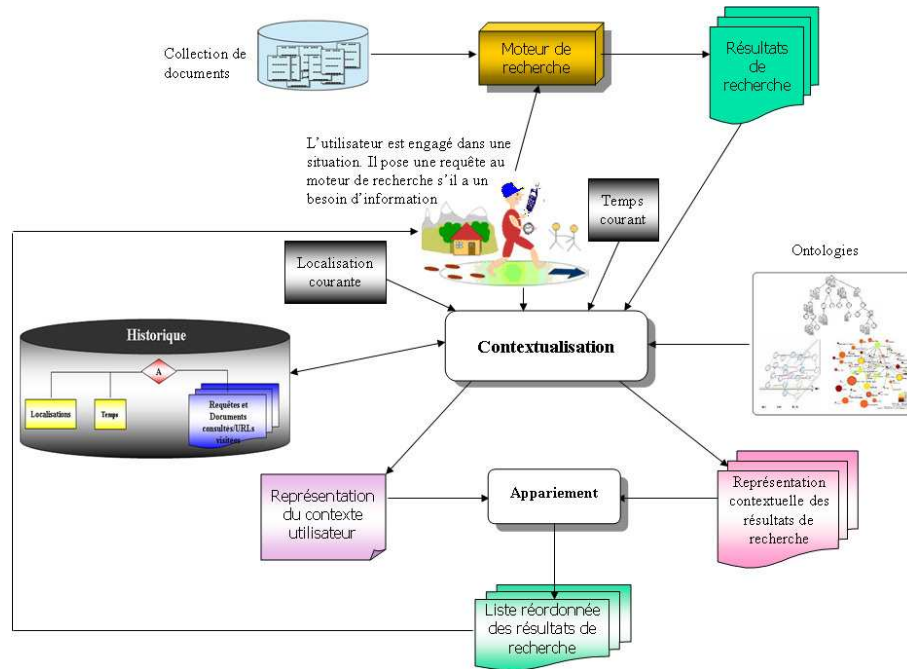 Collection de
documents
Moteur de
recherche
Résultats
de
recherche
L'utilisateur est engagé dans une
situation. Il pose une requête au
moteur de recherche s'il a un
besoin d'information
Temps
courant
Localisation
courante
Ontologies
Historique
A
Localisations
Temps
Requêtes et
Documents
consultés/URLs
visitées
Contextualisation
Représentation
du contexte
utilisateur
Appariement
Représentation
contextuelle des
résultats de
recherche
Liste réordonnée
des résultats de
recherche